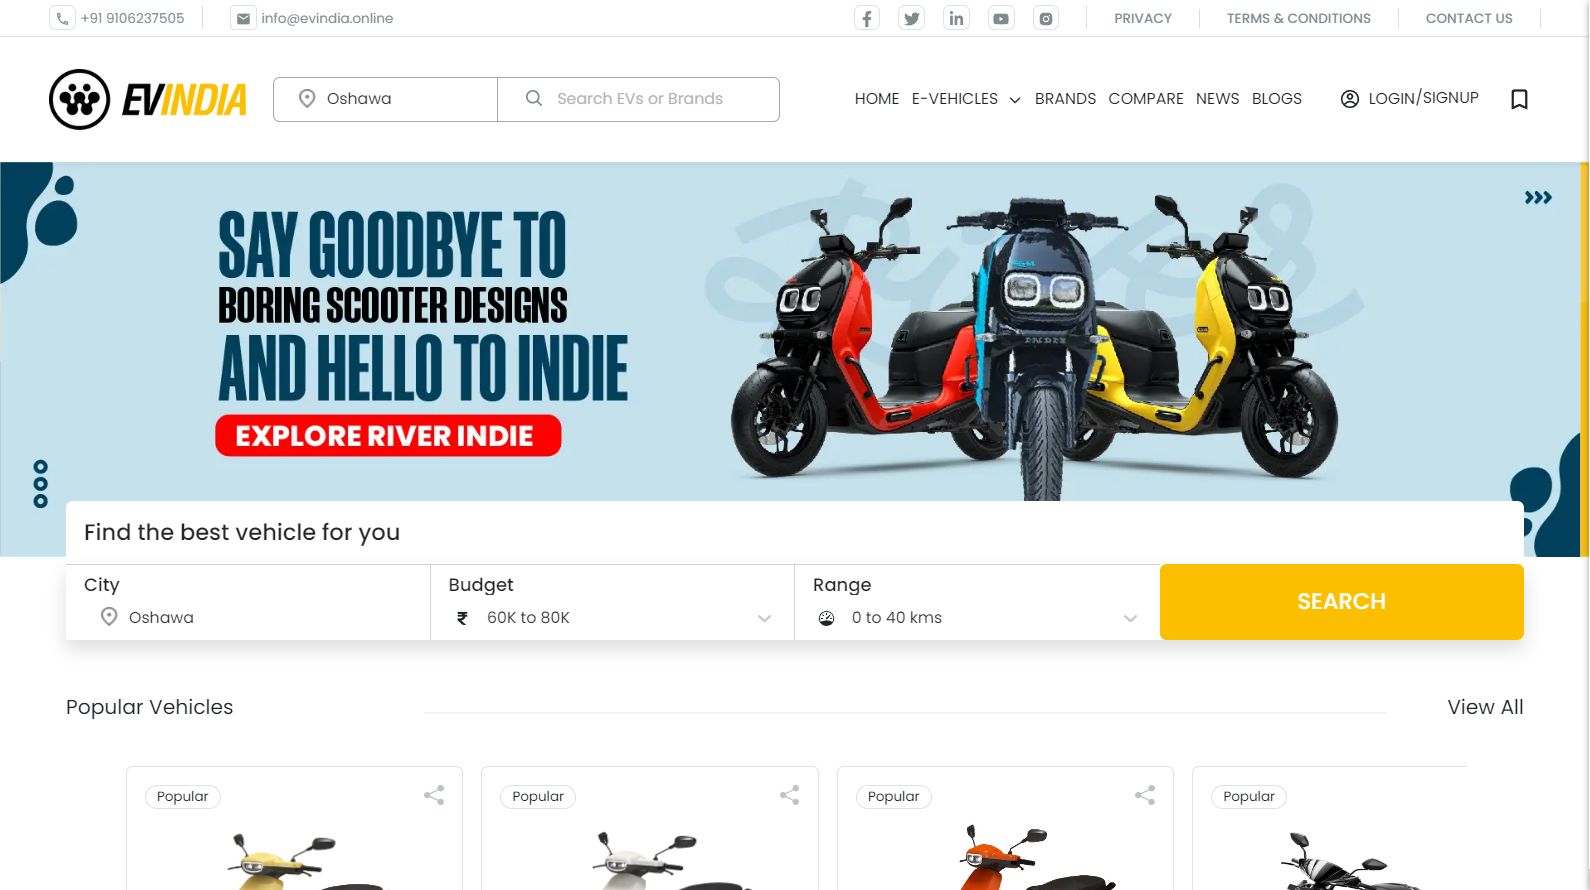 +91 9106237505
info@evindia.online
PRIVACY
TERMS & CONDITIONS
CONTACT US
EVINDIA
Oshawa
Search EVs or Brands
HOME
E-VEHICLES
BRANDS
COMPARE
NEWS
BLOGS
LOGIN/SIGNUP
SAY GOODBYE TO
BORING SCOOTER DESIGNS
AND HELLO TO INDIE
EXPLORE RIVER INDIE
INDIE
Find the best vehicle for you
City
Oshawa
Budget
₹ 60K to 80K
Range
0 to 40 kms
SEARCH
Popular Vehicles
View All
Popular
Popular
Popular
Popular